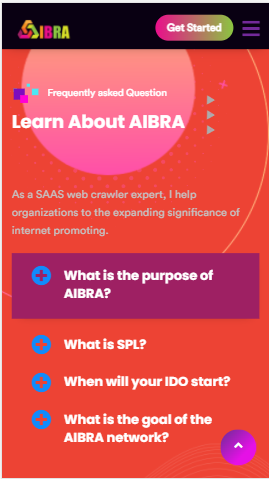 AIBRA
Get Started
Frequently asked Question
Learn About AIBRA
As a SAAS web crawler expert, I help
organizations to the expanding significance of
internet promoting.
What is the purpose of
AIBRA?
What is SPL?
When will your IDO start?
What is the goal of the
AIBRA network?